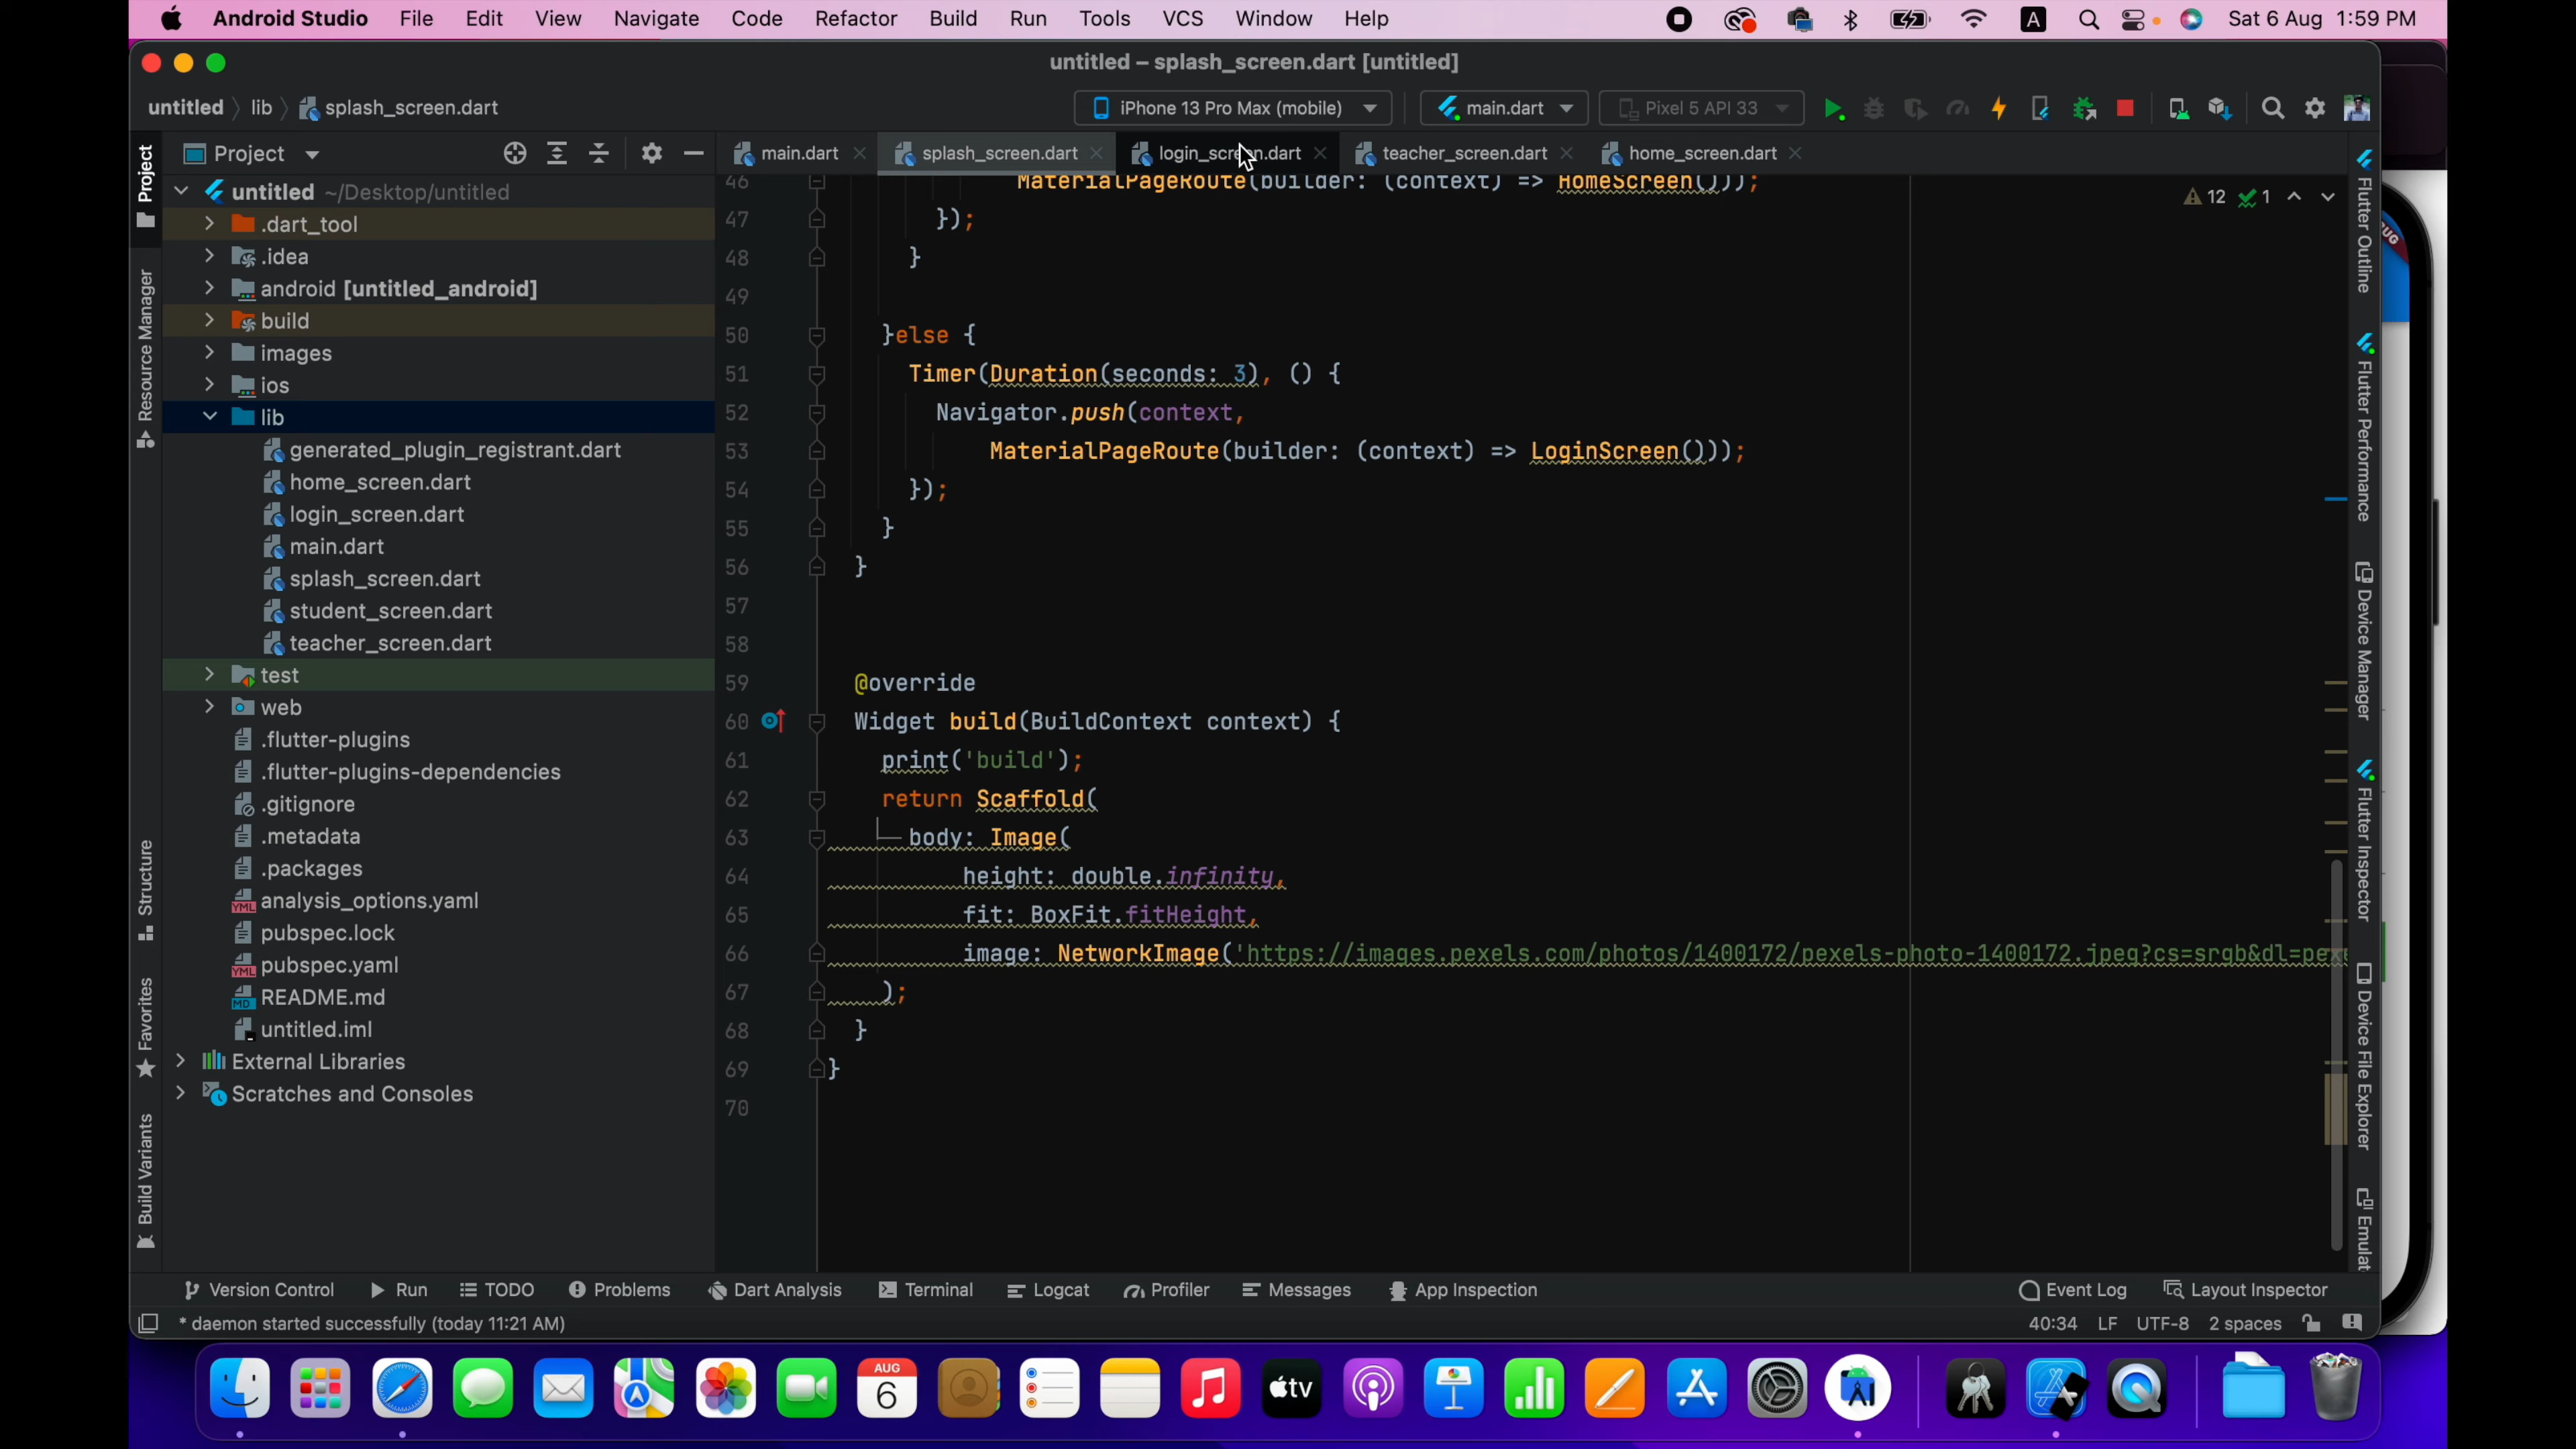 Android Studio File Edit View Navigate Code Refactor Build Run Tools VCS Window Help A Sat 6 Aug 1:59 PM
untitled – splash_screen.dart [untitled]
untitled lib splash_screen.dart iPhone 13 Pro Max (mobile) main.dart Pixel 5 API 33
Project main.dart splash_screen.dart login_screen.dart teacher_screen.dart home_screen.dart
12 1
untitled ~/Desktop/untitled
.dart_tool
.idea
android [untitled_android]
build
images
ios
lib
generated_plugin_registrant.dart
home_screen.dart
login_screen.dart
main.dart
splash_screen.dart
student_screen.dart
teacher_screen.dart
test
web
.flutter-plugins
.flutter-plugins-dependencies
.gitignore
.metadata
.packages
analysis_options.yaml
pubspec.lock
pubspec.yaml
README.md
untitled.iml
External Libraries
Scratches and Consoles
46 MaterialPageRoute(builder: (context) => HomeScreen()));
47 });
48 }
49
50 }else {
51 Timer(Duration(seconds: 3), () {
52 Navigator.push(context,
53 MaterialPageRoute(builder: (context) => LoginScreen()));
54 });
55 }
56 }
57
58
59 @override
60 Widget build(BuildContext context) {
61 print('build');
62 return Scaffold(
63 body: Image(
64 height: double.infinity,
65 fit: BoxFit.fitHeight,
66 image: NetworkImage('https://images.pexels.com/photos/1400172/pexels-photo-1400172.jpeg?cs=srgb&dl=pexe
67 );
68 }
69 }
70
Project
Resource Manager
Structure
Favorites
Build Variants
Flutter Outline
Flutter Performance
Device Manager
Flutter Inspector
Device File Explorer
Emulat
Version Control Run TODO Problems Dart Analysis Terminal Logcat Profiler Messages App Inspection Event Log Layout Inspector
* daemon started successfully (today 11:21 AM) 40:34 LF UTF-8 2 spaces
AUG
6
tv